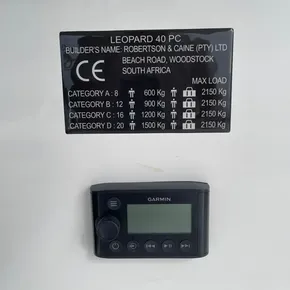 LEOPARD 40 PC
BUILDER'S NAME: ROBERTSON & CAINE (PTY) LTD
BEACH ROAD, WOODSTOCK
SOUTH AFRICA
CE
MAX LOAD
CATEGORY A : 8 600 Kg 2150 Kg
CATEGORY B : 12 900 Kg 2150 Kg
CATEGORY C : 16 1200 Kg 2150 Kg
CATEGORY D : 20 1500 Kg 2150 Kg
GARMIN